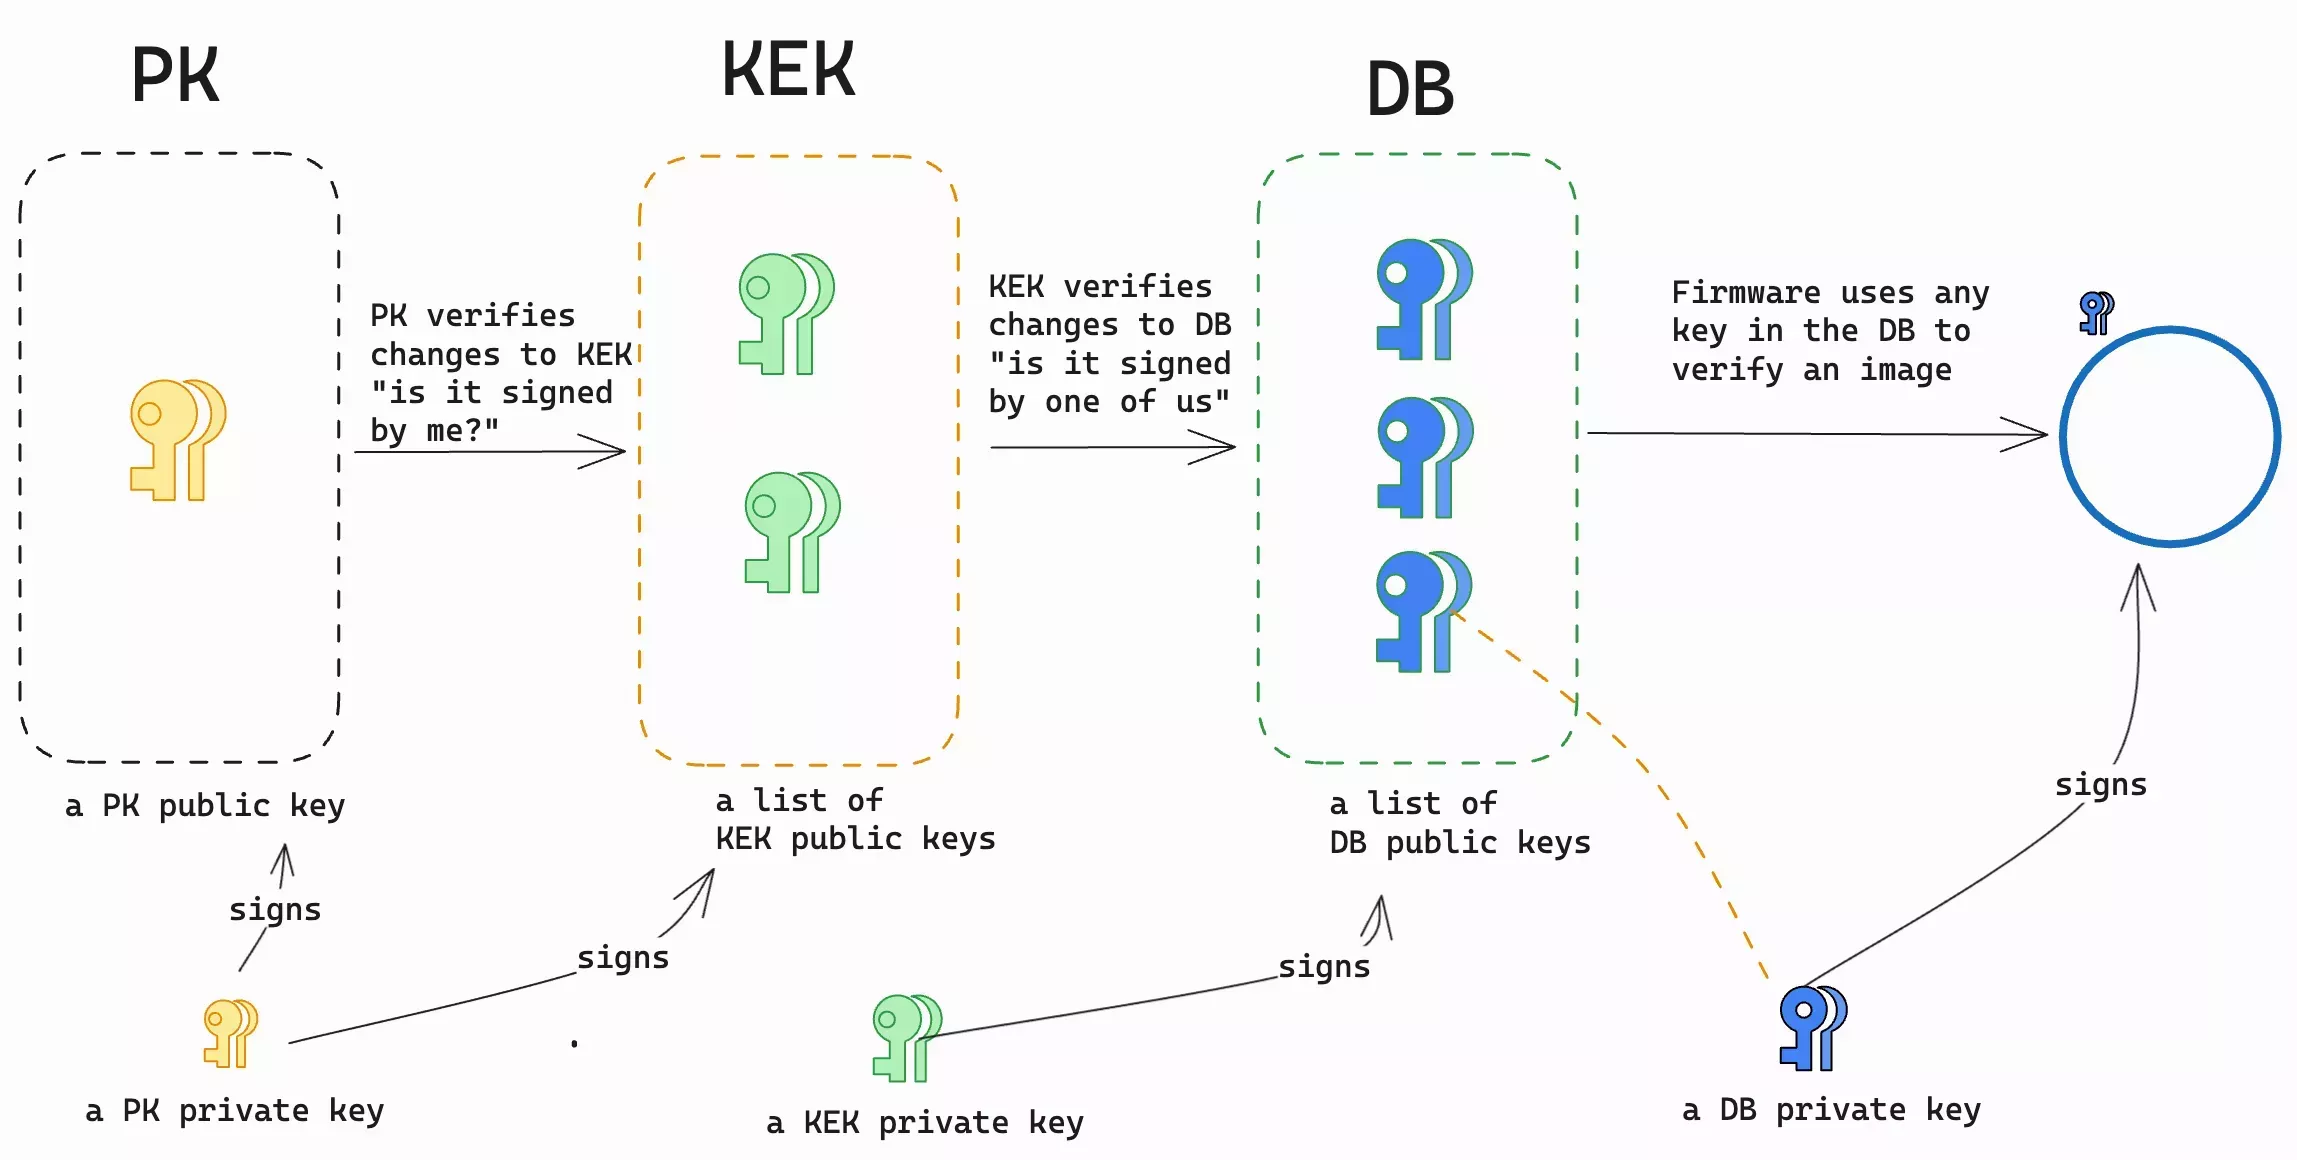 PK
KEK
DB
PK verifies
changes to KEK
"is it signed
by me?"
KEK verifies
changes to DB
"is it signed
by one of us"
Firmware uses any
key in the DB to
verify an image
a PK public key
a list of
KEK public keys
a list of
DB public keys
signs
signs
signs
signs
a PK private key
a KEK private key
a DB private key